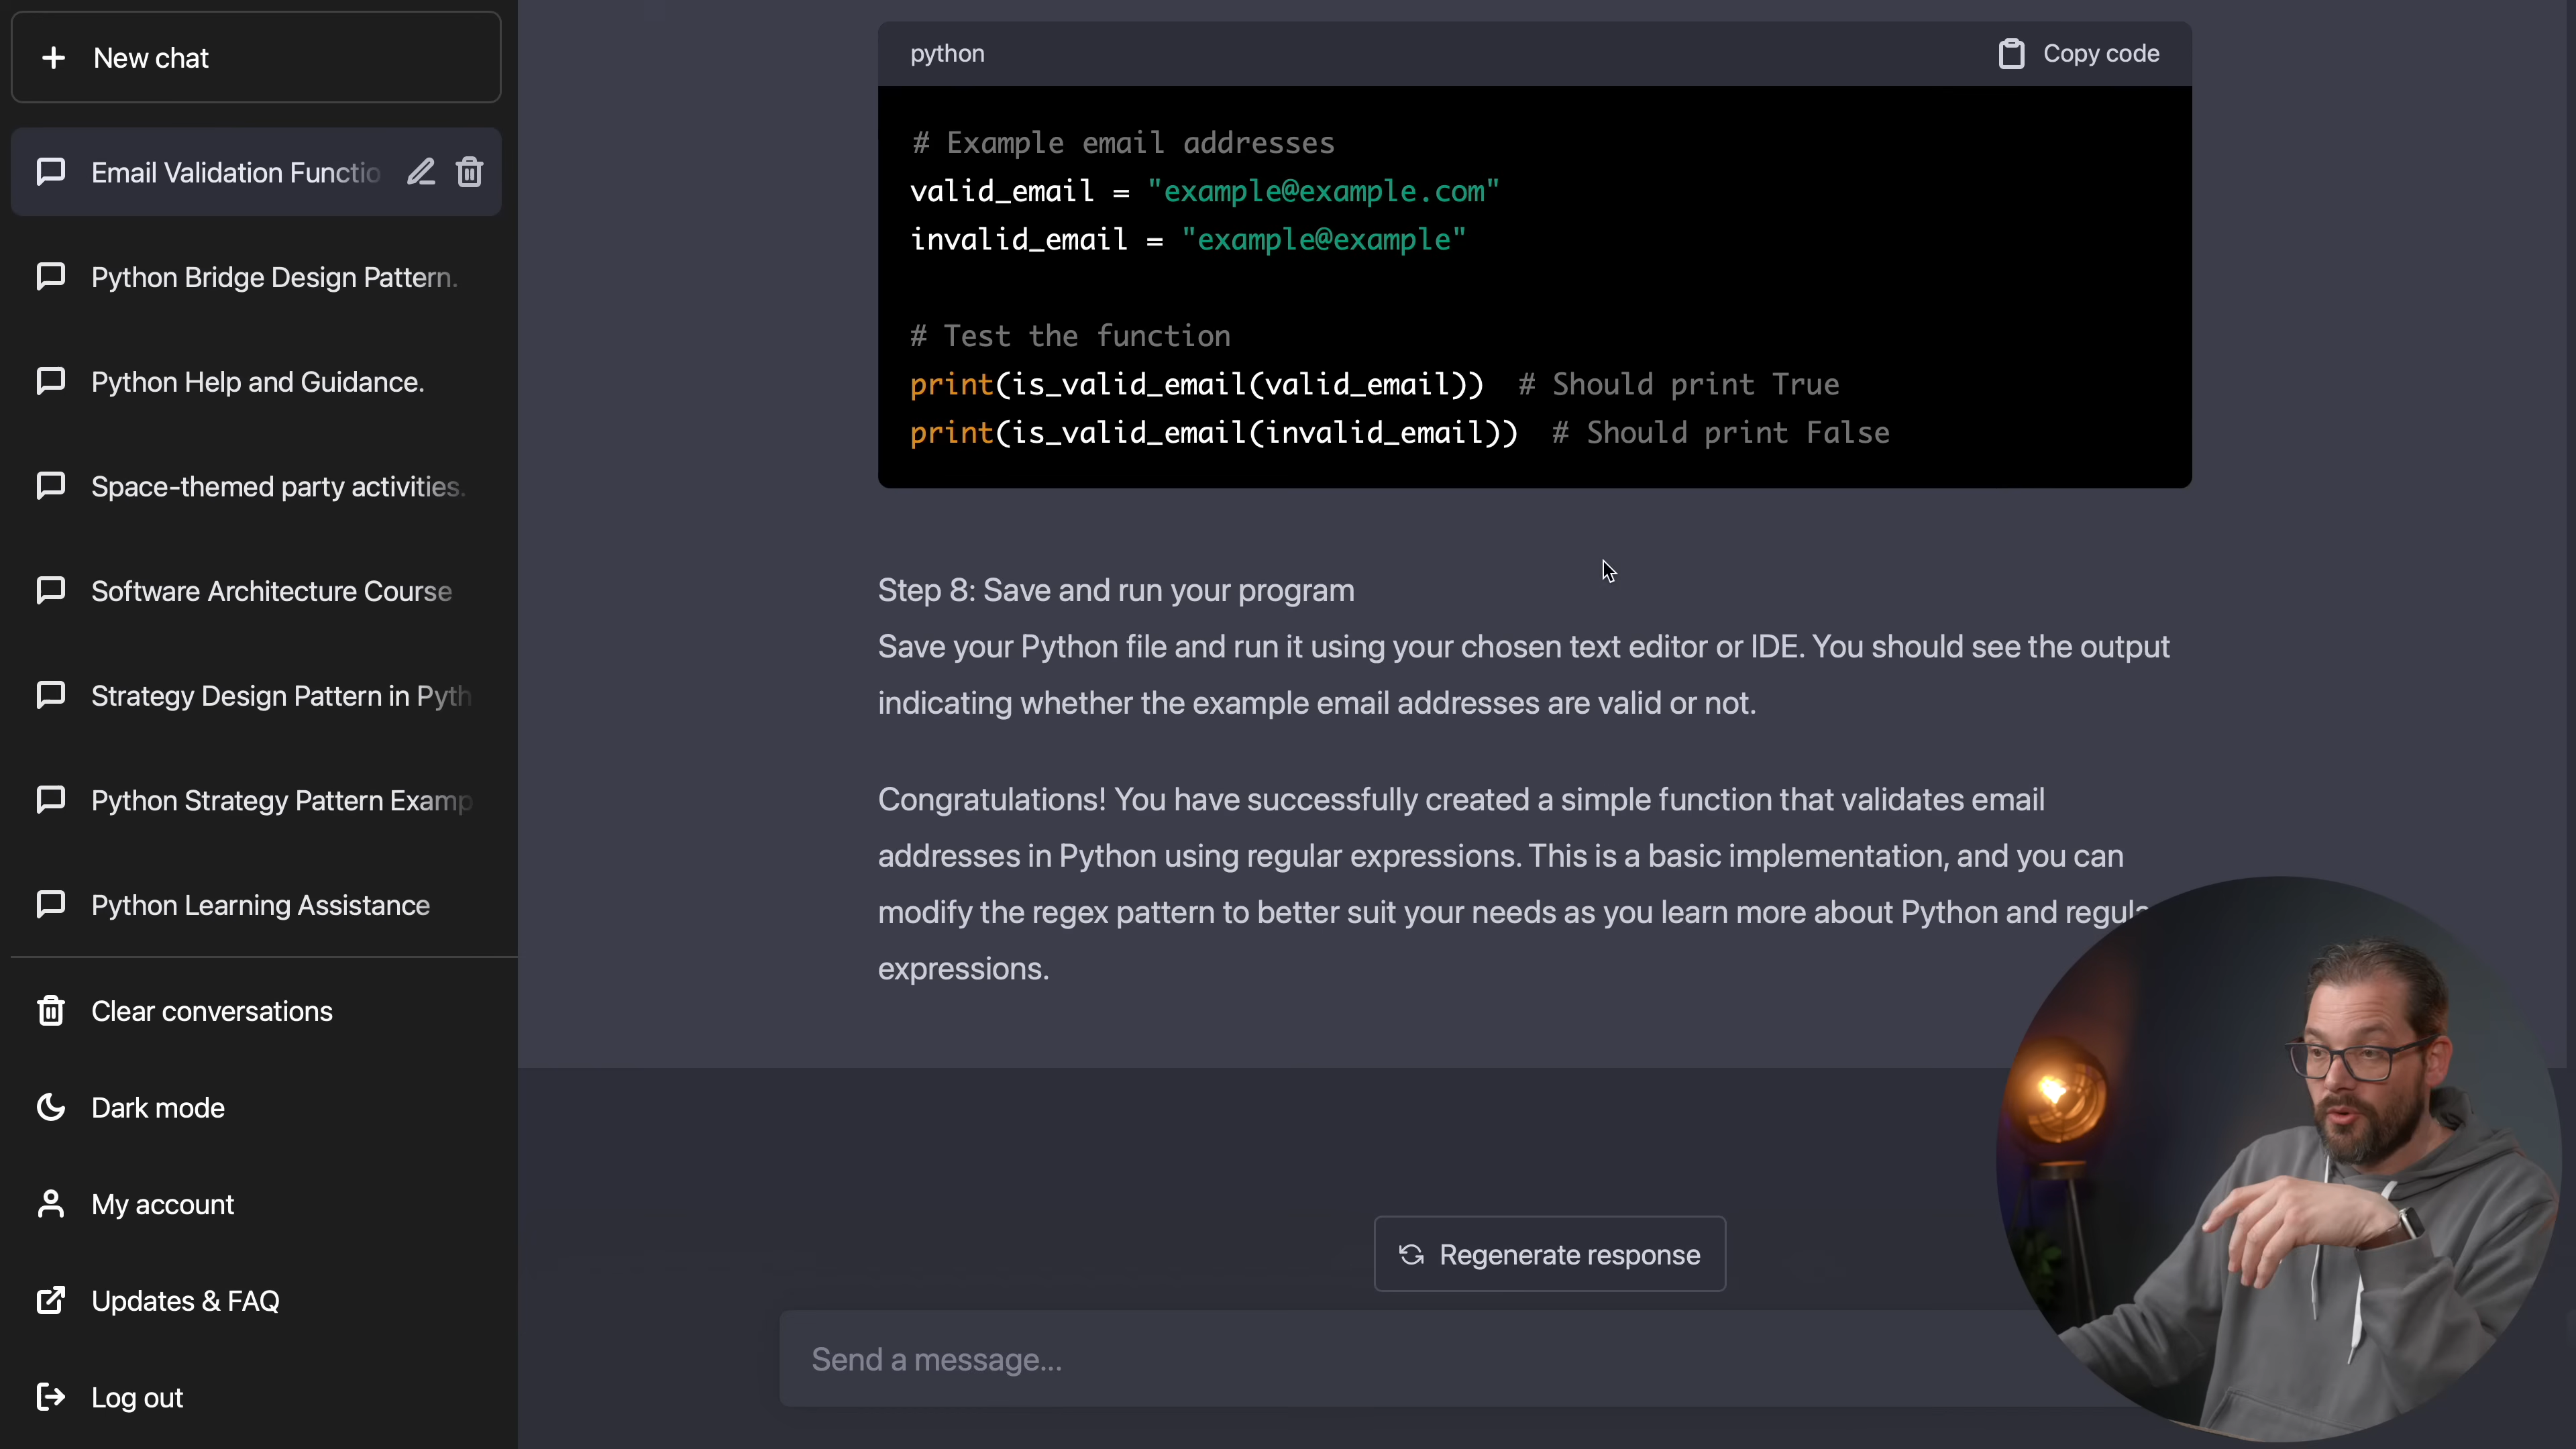 New chat
Email Validation Functio
Python Bridge Design Pattern.
Python Help and Guidance.
Space-themed party activities.
Software Architecture Course
Strategy Design Pattern in Pyth
Python Strategy Pattern Examp
Python Learning Assistance
Clear conversations
Dark mode
My account
Updates & FAQ
Log out
python
Copy code
# Example email addresses
valid_email = "example@example.com"
invalid_email = "example@example"
# Test the function
print(is_valid_email(valid_email))  # Should print True
print(is_valid_email(invalid_email))  # Should print False
Step 8: Save and run your program
Save your Python file and run it using your chosen text editor or IDE. You should see the output
indicating whether the example email addresses are valid or not.
Congratulations! You have successfully created a simple function that validates email
addresses in Python using regular expressions. This is a basic implementation, and you can
modify the regex pattern to better suit your needs as you learn more about Python and regula
expressions.
Regenerate response
Send a message...